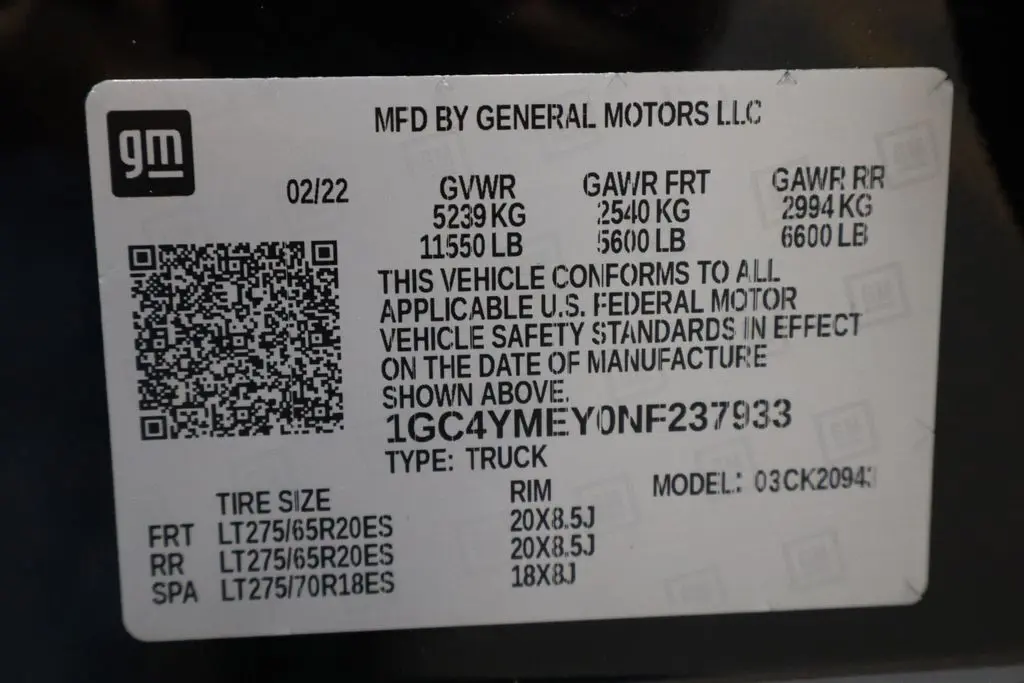 gm
MFD BY GENERAL MOTORS LLC
02/22
GVWR GAWR FRT GAWR RR
5239 KG 2540 KG 2994 KG
11550 LB 5600 LB 6600 LB
THIS VEHICLE CONFORMS TO ALL
APPLICABLE U.S. FEDERAL MOTOR
VEHICLE SAFETY STANDARDS IN EFFECT
ON THE DATE OF MANUFACTURE
SHOWN ABOVE.
1GC4YMEY0NF237933
TYPE: TRUCK
MODEL: 03CK20943
TIRE SIZE RIM
FRT LT275/65R20ES 20X8.5J
RR LT275/65R20ES 20X8.5J
SPA LT275/70R18ES 18X8J